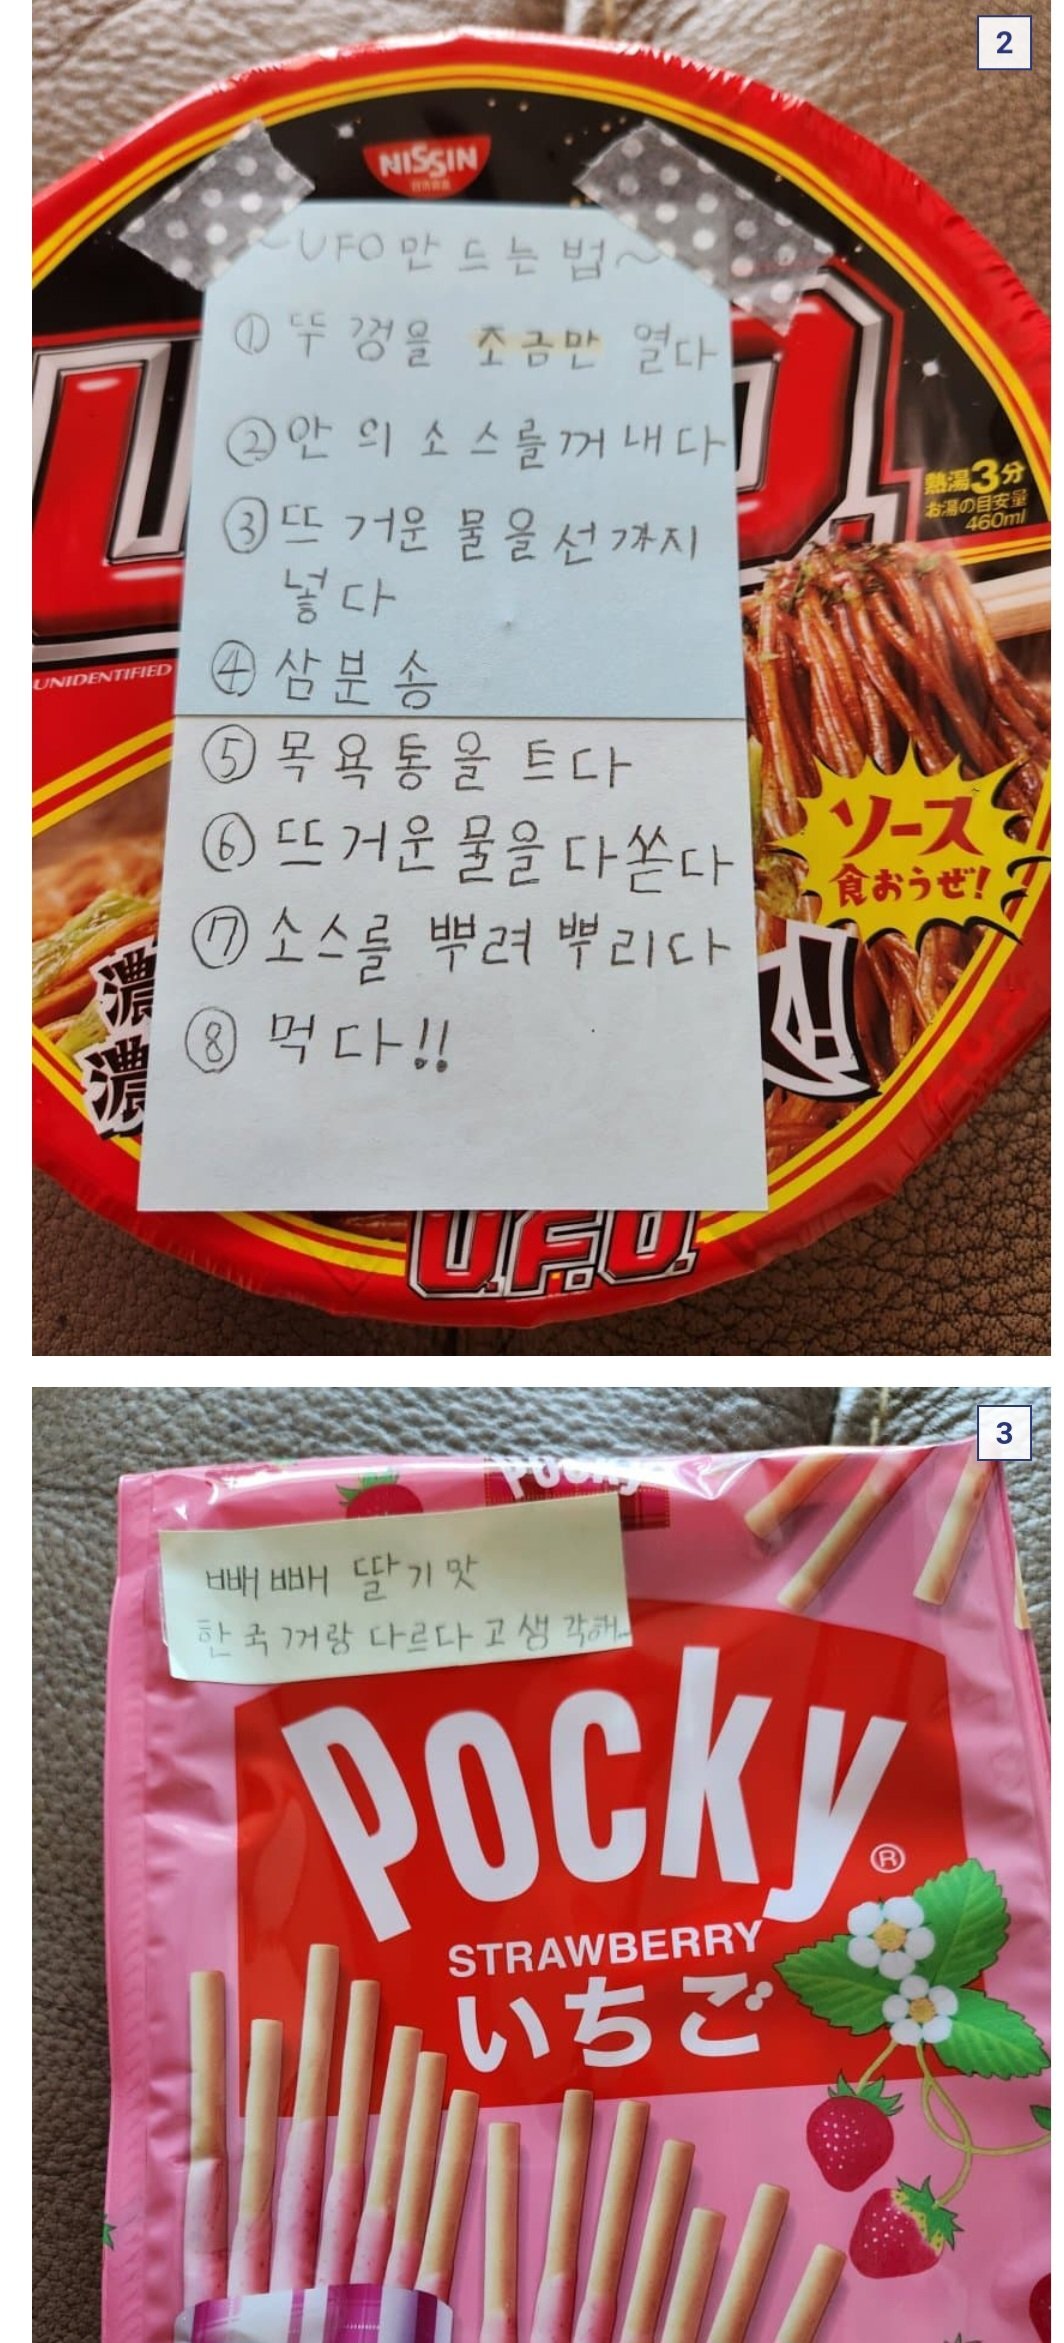 2
NISSIN
~UFO만드는법~
① 뚜껑을 조금만 열다
② 안의 소스를 꺼내다
③ 뜨거운 물을 선까지
넣다
④ 삼분송
⑤ 목욕통을 트다
⑥ 뜨거운 물을 다쏟다
⑦ 소스를 뿌려 뿌리다
⑧ 먹다!!
熱湯3分
お湯の目安量
460ml
UNIDENTIFIED
ソース
食おうぜ!
濃
濃
U.F.O.
3
Pocky
빼빼 딸기맛
한국꺼랑 다르다고생각해~
Pocky®
STRAWBERRY
いちご